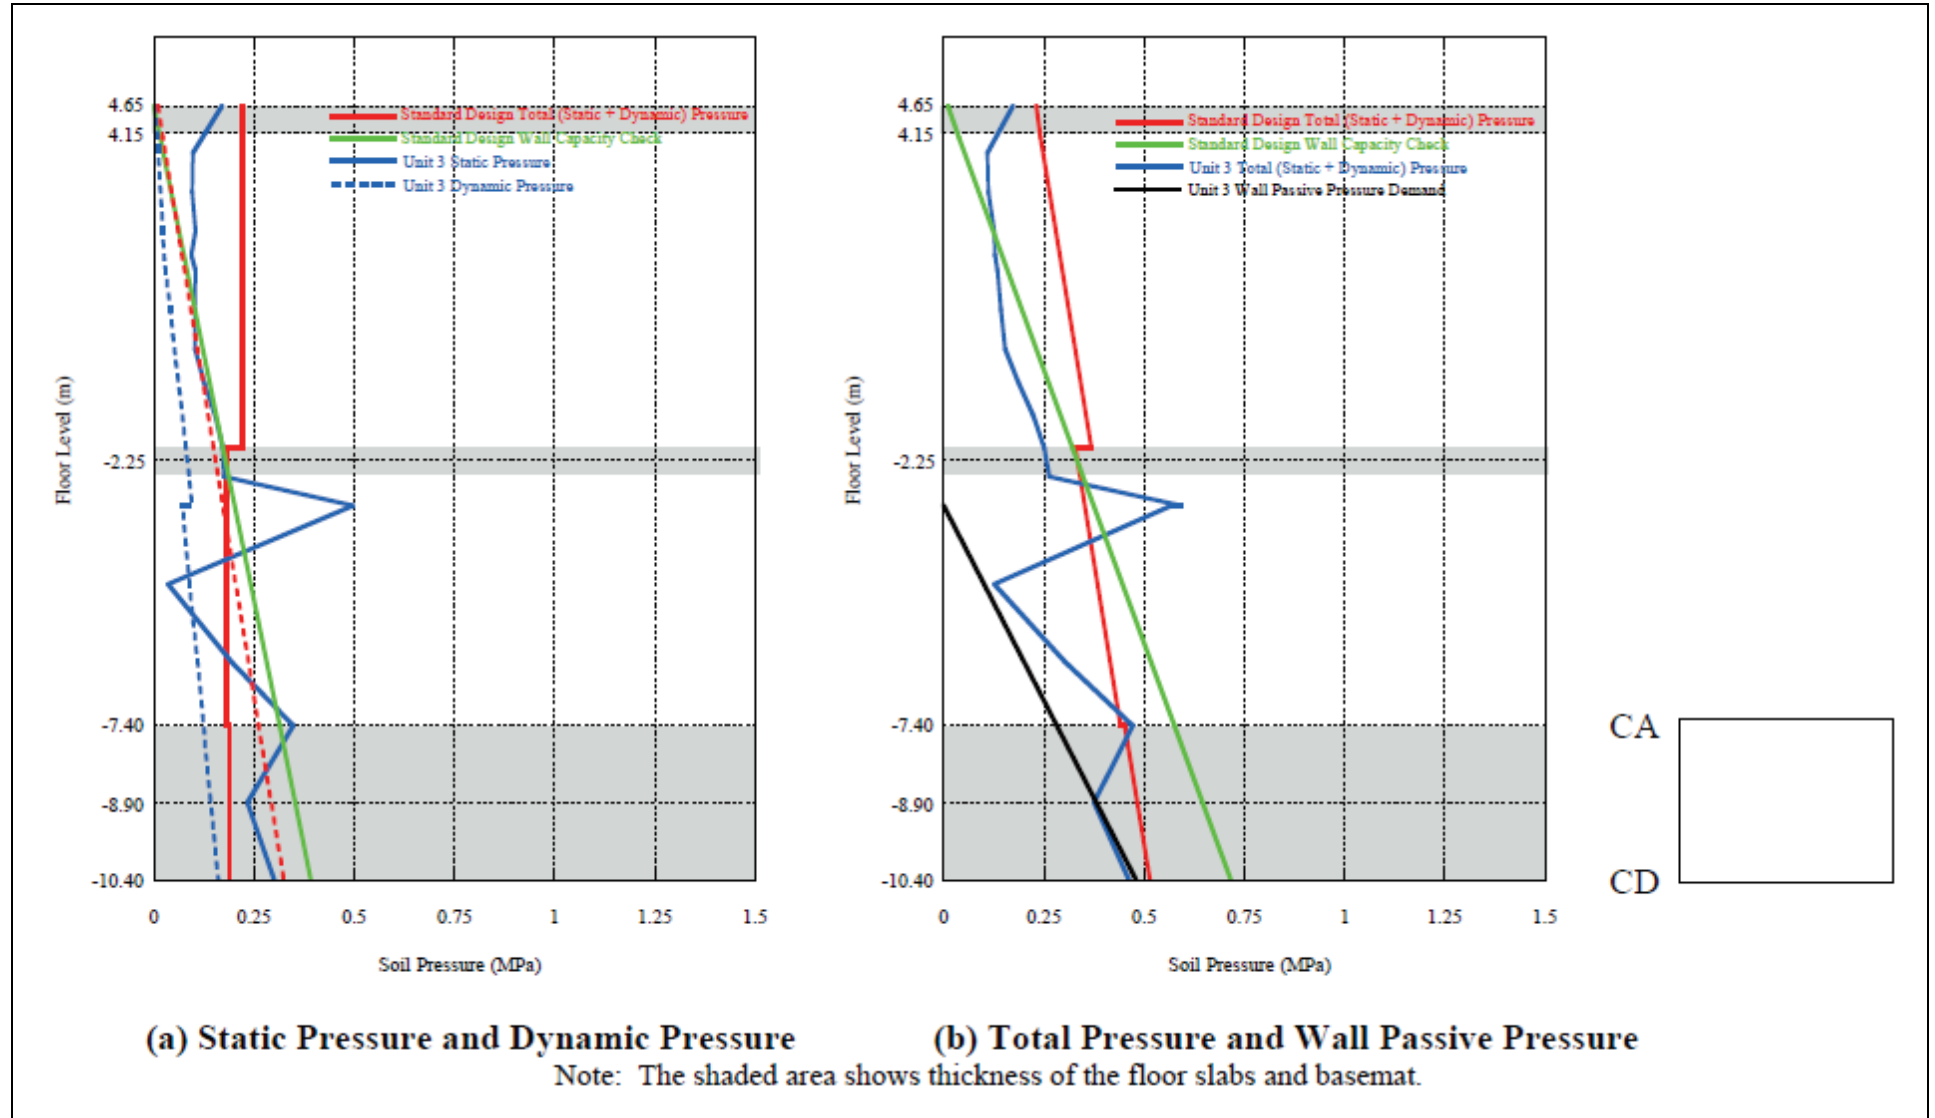 4.65
4.15
-2.25
-7.40
-8.90
-10.40
Floor Level (m)
Standard Design Total (Static + Dynamic) Pressure
Standard Design Wall Capacity Check
Unit 3 Static Pressure
Unit 3 Dynamic Pressure
0 0.25 0.5 0.75 1 1.25 1.5
Soil Pressure (MPa)
(a) Static Pressure and Dynamic Pressure
4.65
4.15
-2.25
-7.40
-8.90
-10.40
Floor Level (m)
Standard Design Total (Static + Dynamic) Pressure
Standard Design Wall Capacity Check
Unit 3 Total (Static + Dynamic) Pressure
Unit 3 Wall Passive Pressure Demand
0 0.25 0.5 0.75 1 1.25 1.5
Soil Pressure (MPa)
(b) Total Pressure and Wall Passive Pressure
CA
CD
Note: The shaded area shows thickness of the floor slabs and basemat.